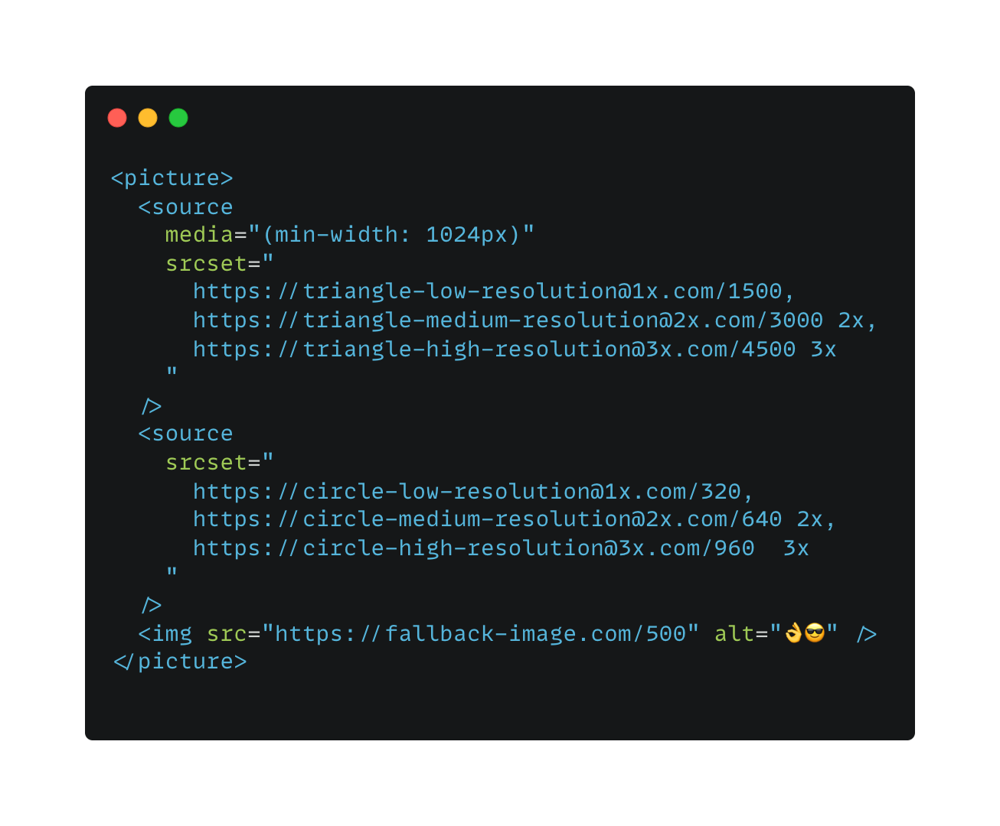 <picture>
  <source
    media="(min-width: 1024px)"
    srcset="
      https://triangle-low-resolution@1x.com/1500,
      https://triangle-medium-resolution@2x.com/3000 2x,
      https://triangle-high-resolution@3x.com/4500 3x
    "
  />
  <source
    srcset="
      https://circle-low-resolution@1x.com/320,
      https://circle-medium-resolution@2x.com/640 2x,
      https://circle-high-resolution@3x.com/960  3x
    "
  />
  <img src="https://fallback-image.com/500" alt="👌😎" />
</picture>